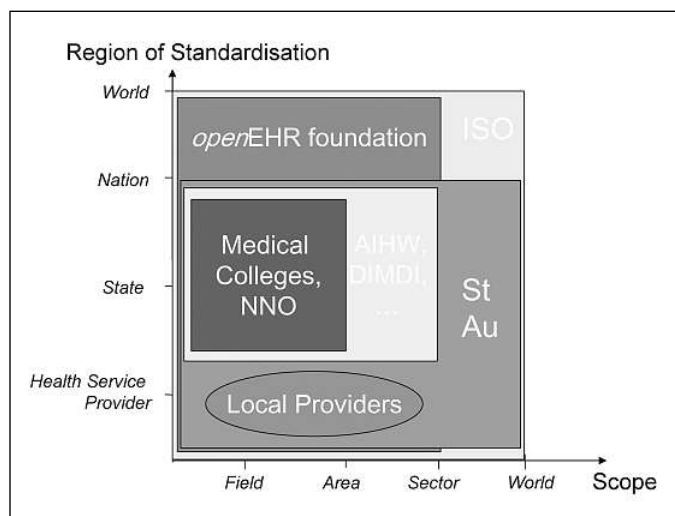 Region of Standardisation
World
openEHR foundation
ISO
Nation
Medical
Colleges,
NNO
AIHW,
DIMDI,
...
State
St
Au
Health Service
Provider
Local Providers
Field
Area
Sector
World
Scope